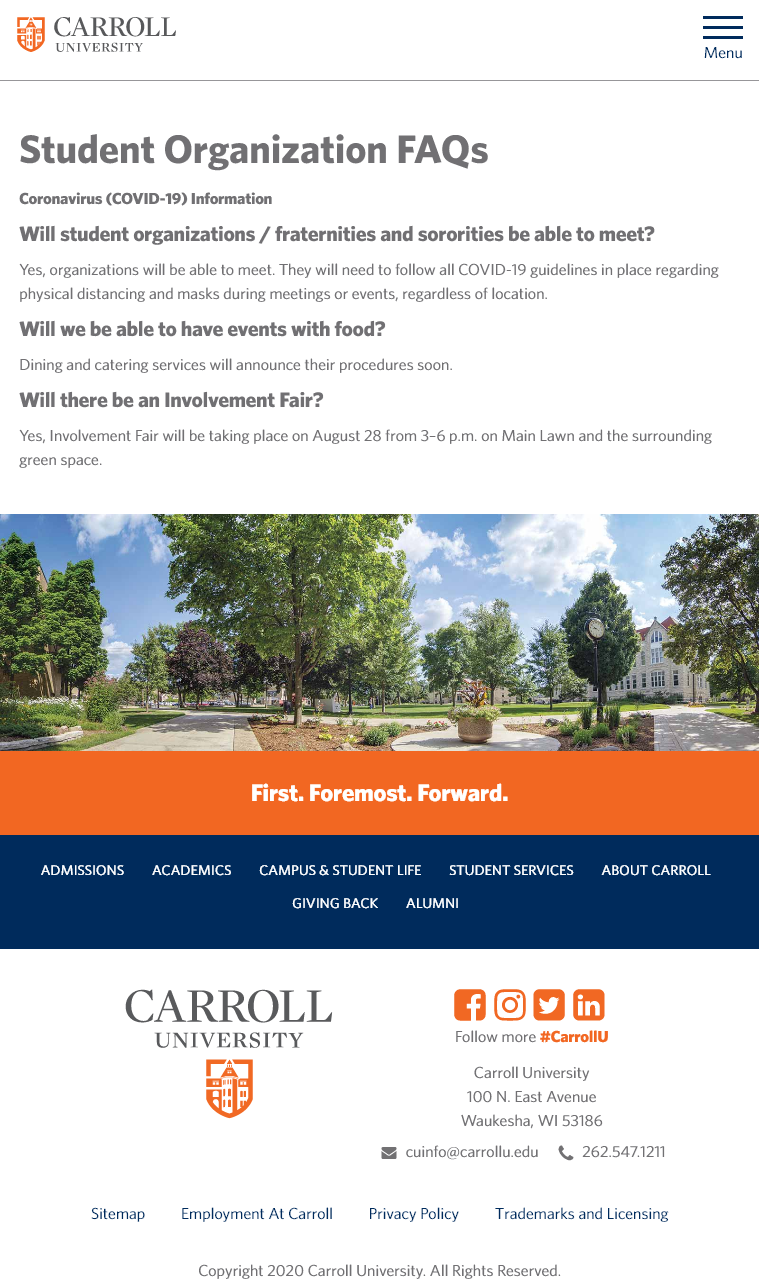 CARROLL
UNIVERSITY
Menu
Student Organization FAQs
Coronavirus (COVID-19) Information
Will student organizations / fraternities and sororities be able to meet?
Yes, organizations will be able to meet. They will need to follow all COVID-19 guidelines in place regarding
physical distancing and masks during meetings or events, regardless of location.
Will we be able to have events with food?
Dining and catering services will announce their procedures soon.
Will there be an Involvement Fair?
Yes, Involvement Fair will be taking place on August 28 from 3–6 p.m. on Main Lawn and the surrounding
green space.
First. Foremost. Forward.
ADMISSIONS ACADEMICS CAMPUS & STUDENT LIFE STUDENT SERVICES ABOUT CARROLL
GIVING BACK ALUMNI
CARROLL
UNIVERSITY
Follow more #CarrollU
Carroll University
100 N. East Avenue
Waukesha, WI 53186
cuinfo@carrollu.edu 262.547.1211
Sitemap Employment At Carroll Privacy Policy Trademarks and Licensing
Copyright 2020 Carroll University. All Rights Reserved.